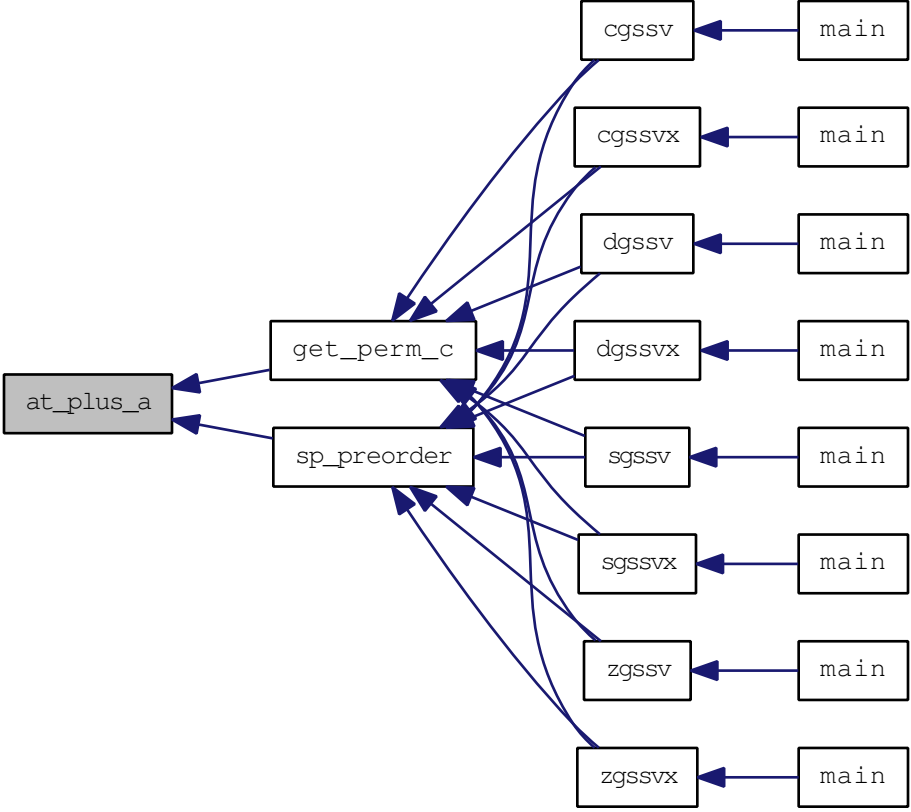 cgssv
main
cgssvx
main
dgssv
main
get_perm_c
dgssvx
main
at_plus_a
sp_preorder
sgssv
main
sgssvx
main
zgssv
main
zgssvx
main